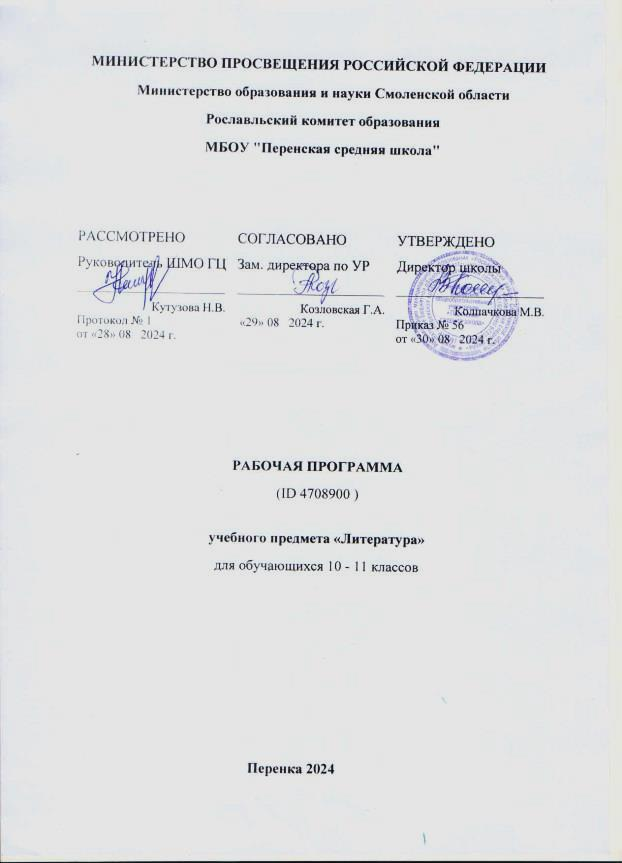 МИНИСТЕРСТВО ПРОСВЕЩЕНИЯ РОССИЙСКОЙ ФЕДЕРАЦИИ
Министерство образования и науки Смоленской области
Рославльский комитет образования
МБОУ "Перенская средняя школа"
РАССМОТРЕНО
Руководитель ШМО ГЦ
Кутузова Н.В.
Протокол № 1
от «28» 08 2024 г.
СОГЛАСОВАНО
Зам. директора по УР
Козловская Г.А.
«29» 08 2024 г.
УТВЕРЖДЕНО
Директор школы
Колпачкова М.В.
Приказ № 56
от «30» 08 2024 г.
РАБОЧАЯ ПРОГРАММА
(ID 4708900 )
учебного предмета «Литература»
для обучающихся 10 - 11 классов
Перенка 2024